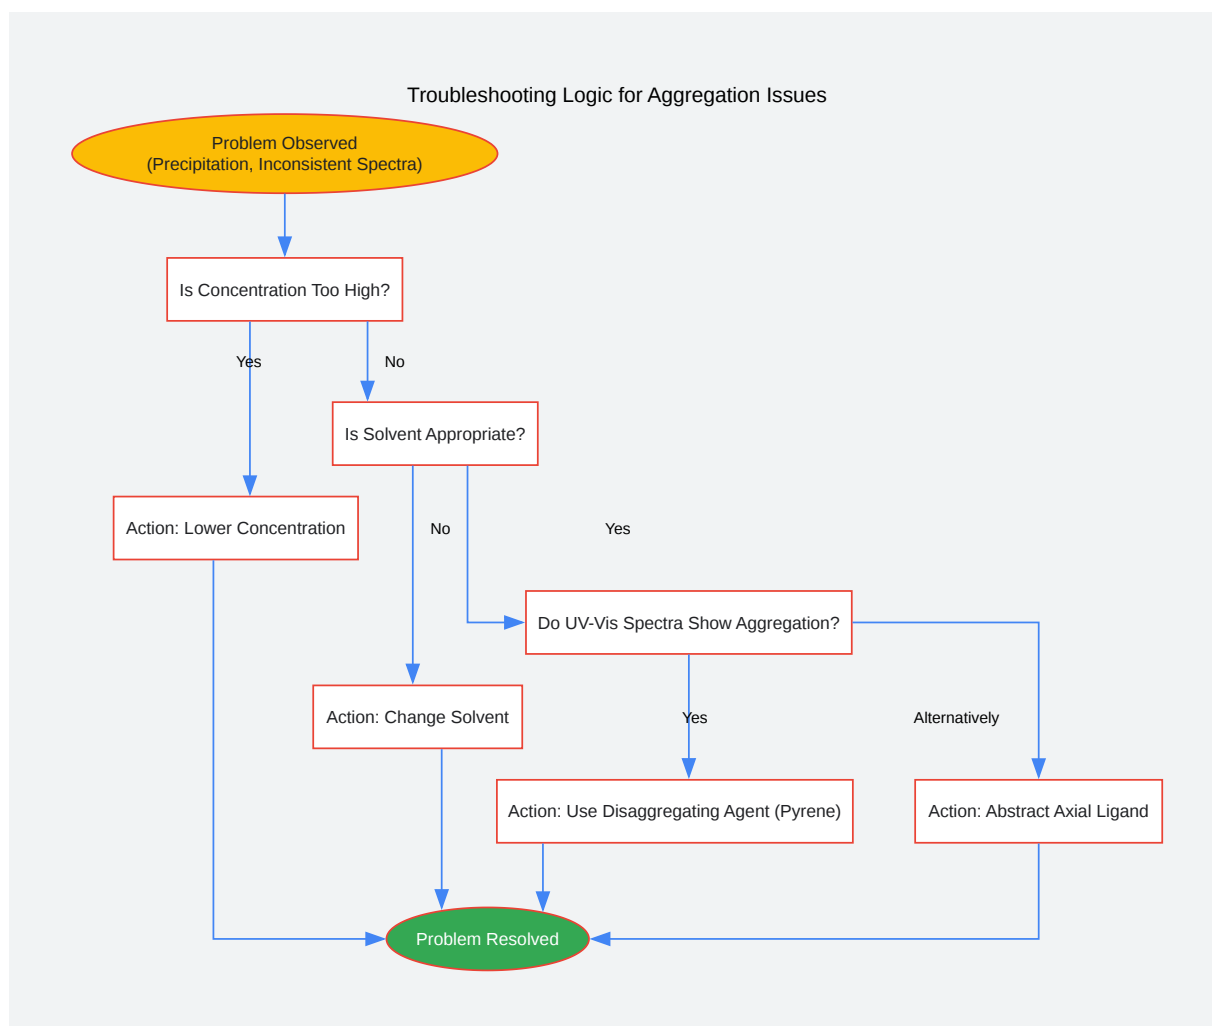 Troubleshooting Logic for Aggregation Issues
Problem Observed
(Precipitation, Inconsistent Spectra)
Is Concentration Too High?
Yes
No
Is Solvent Appropriate?
Action: Lower Concentration
No
Yes
Do UV-Vis Spectra Show Aggregation?
Action: Change Solvent
Yes
Alternatively
Action: Use Disaggregating Agent (Pyrene)
Action: Abstract Axial Ligand
Problem Resolved